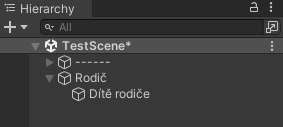 Hierarchy
All
TestScene*
------
Rodič
Dítě rodiče